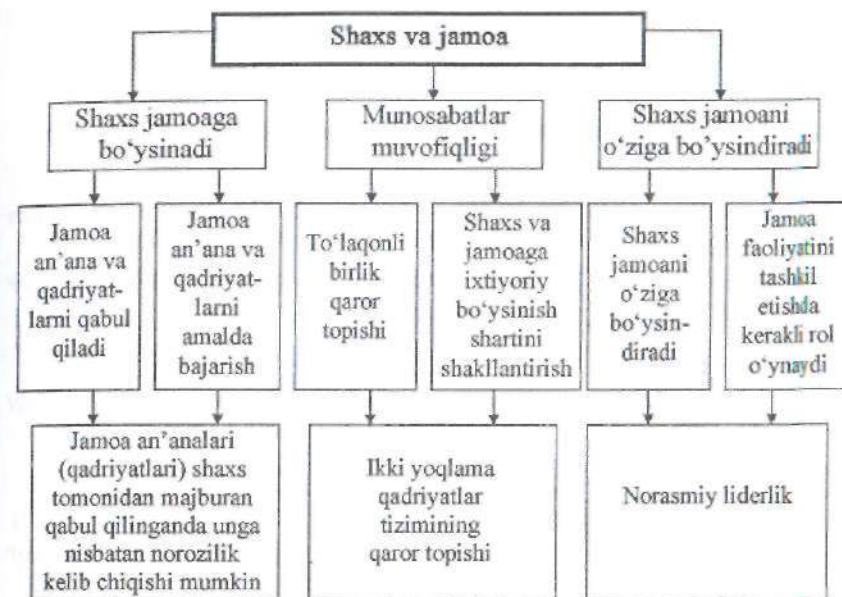 Shaxs va jamoa
Shaxs jamoaga
bo‘ysinadi
Munosabatlar
muvofiqligi
Shaxs jamoani
o‘ziga bo‘ysindiradi
Jamoa
an’ana va
qadriyat-
larni qabul
qiladi
Jamoa
an’ana va
qadriyat-
larni
amalda
bajarish
To‘laqonli
birlik
qaror
topishi
Shaxs va
jamoaga
ixtiyoriy
bo‘ysinish
shartini
shakllantirish
Shaxs
jamoani
o‘ziga
bo‘ysin-
diradi
Jamoa
faoliyatini
tashkil
etishda
kerakli rol
o‘ynaydi
Jamoa an’analari
(qadriyatlari) shaxs
tomonidan majburan
qabul qilinganda unga
nisbatan norozilik
kelib chiqishi mumkin
Ikki yoqlama
qadriyatlar
tizimining
qaror topishi
Norasmiy liderlik